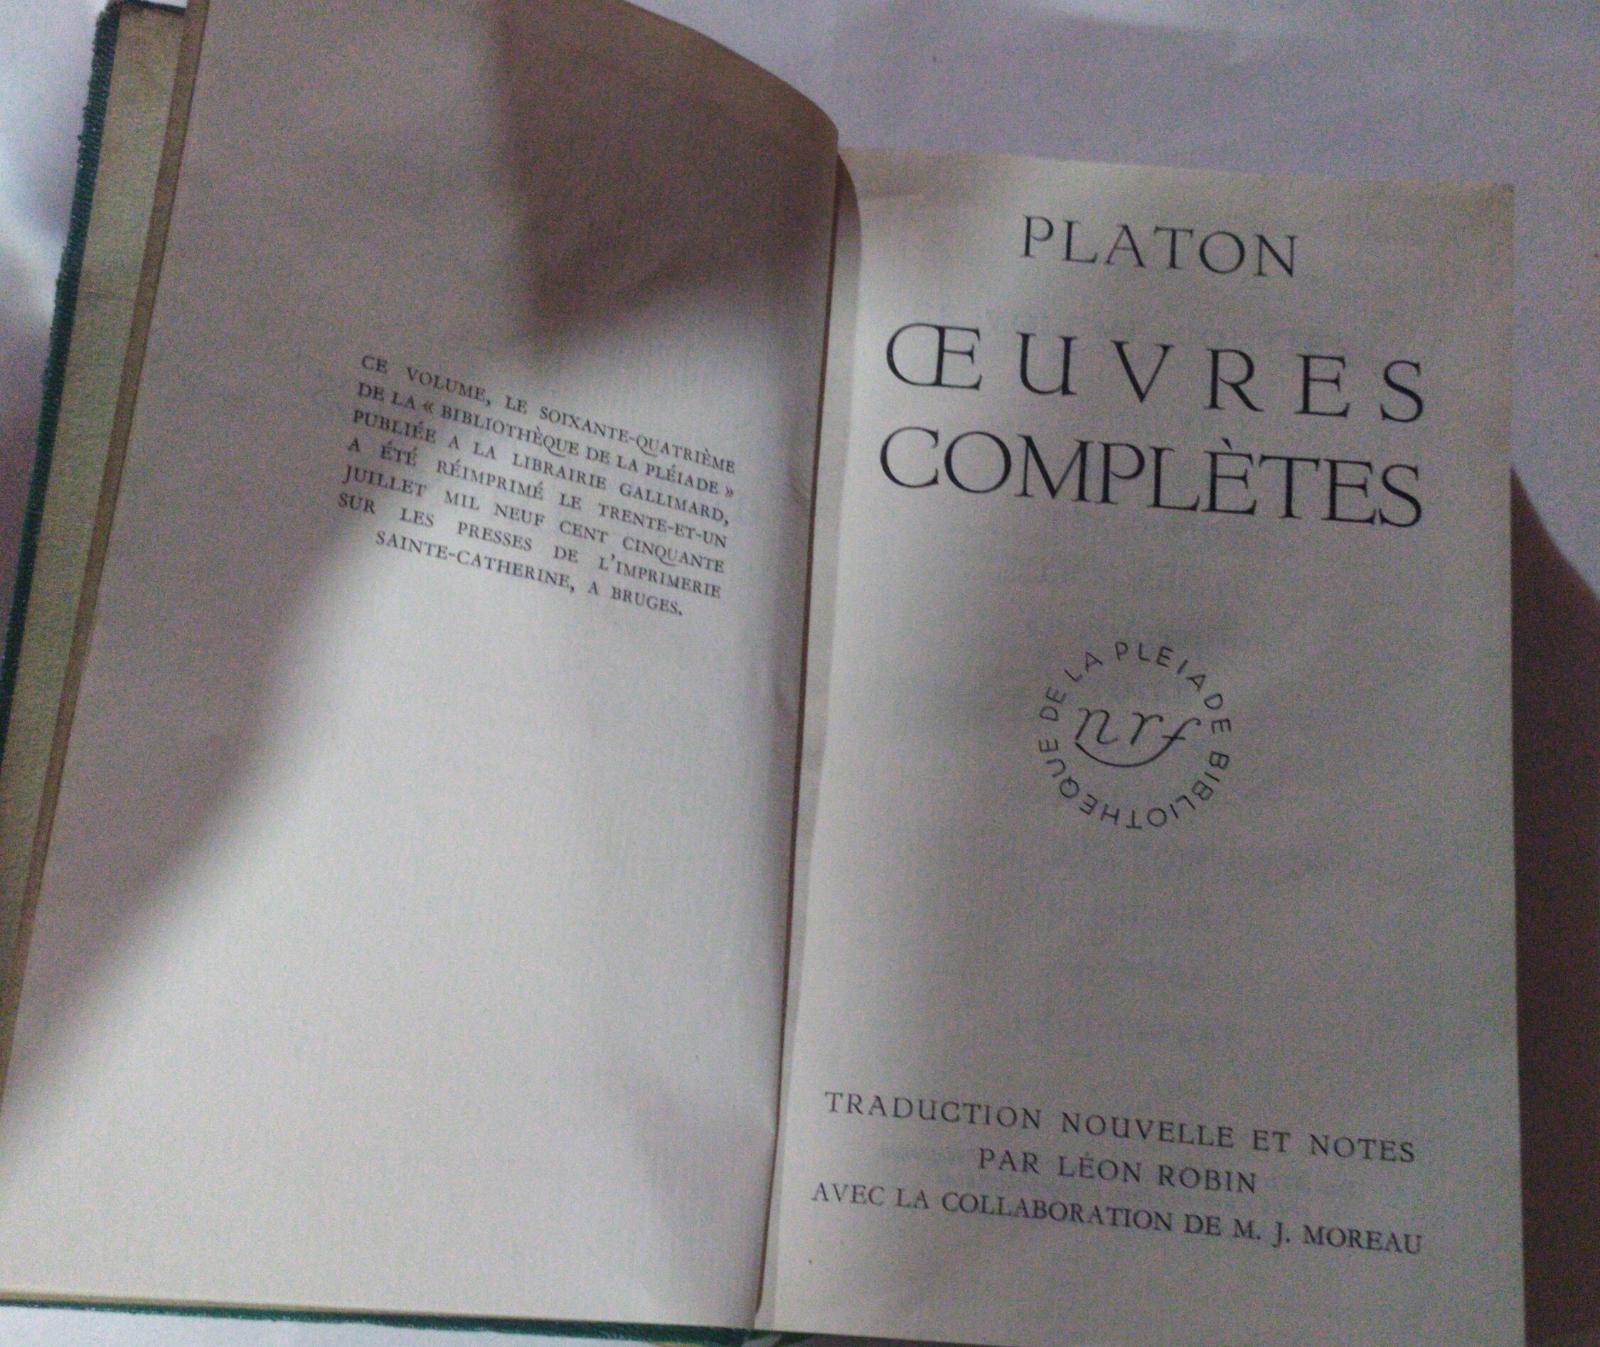 CE VOLUME, LE SOIXANTE-QUATRIÈME
DE LA « BIBLIOTHÈQUE DE LA PLÉIADE »
PUBLIÉE A LA LIBRAIRIE GALLIMARD,
A ÉTÉ RÉIMPRIMÉ LE TRENTE-ET-UN
JUILLET MIL NEUF CENT CINQUANTE
SUR LES PRESSES DE L'IMPRIMERIE
SAINTE-CATHERINE, A BRUGES.
PLATON
ŒUVRES
COMPLÈTES
BIBLIOTHEQUE DE LA PLEIADE
nrf
TRADUCTION NOUVELLE ET NOTES
PAR LÉON ROBIN
AVEC LA COLLABORATION DE M. J. MOREAU